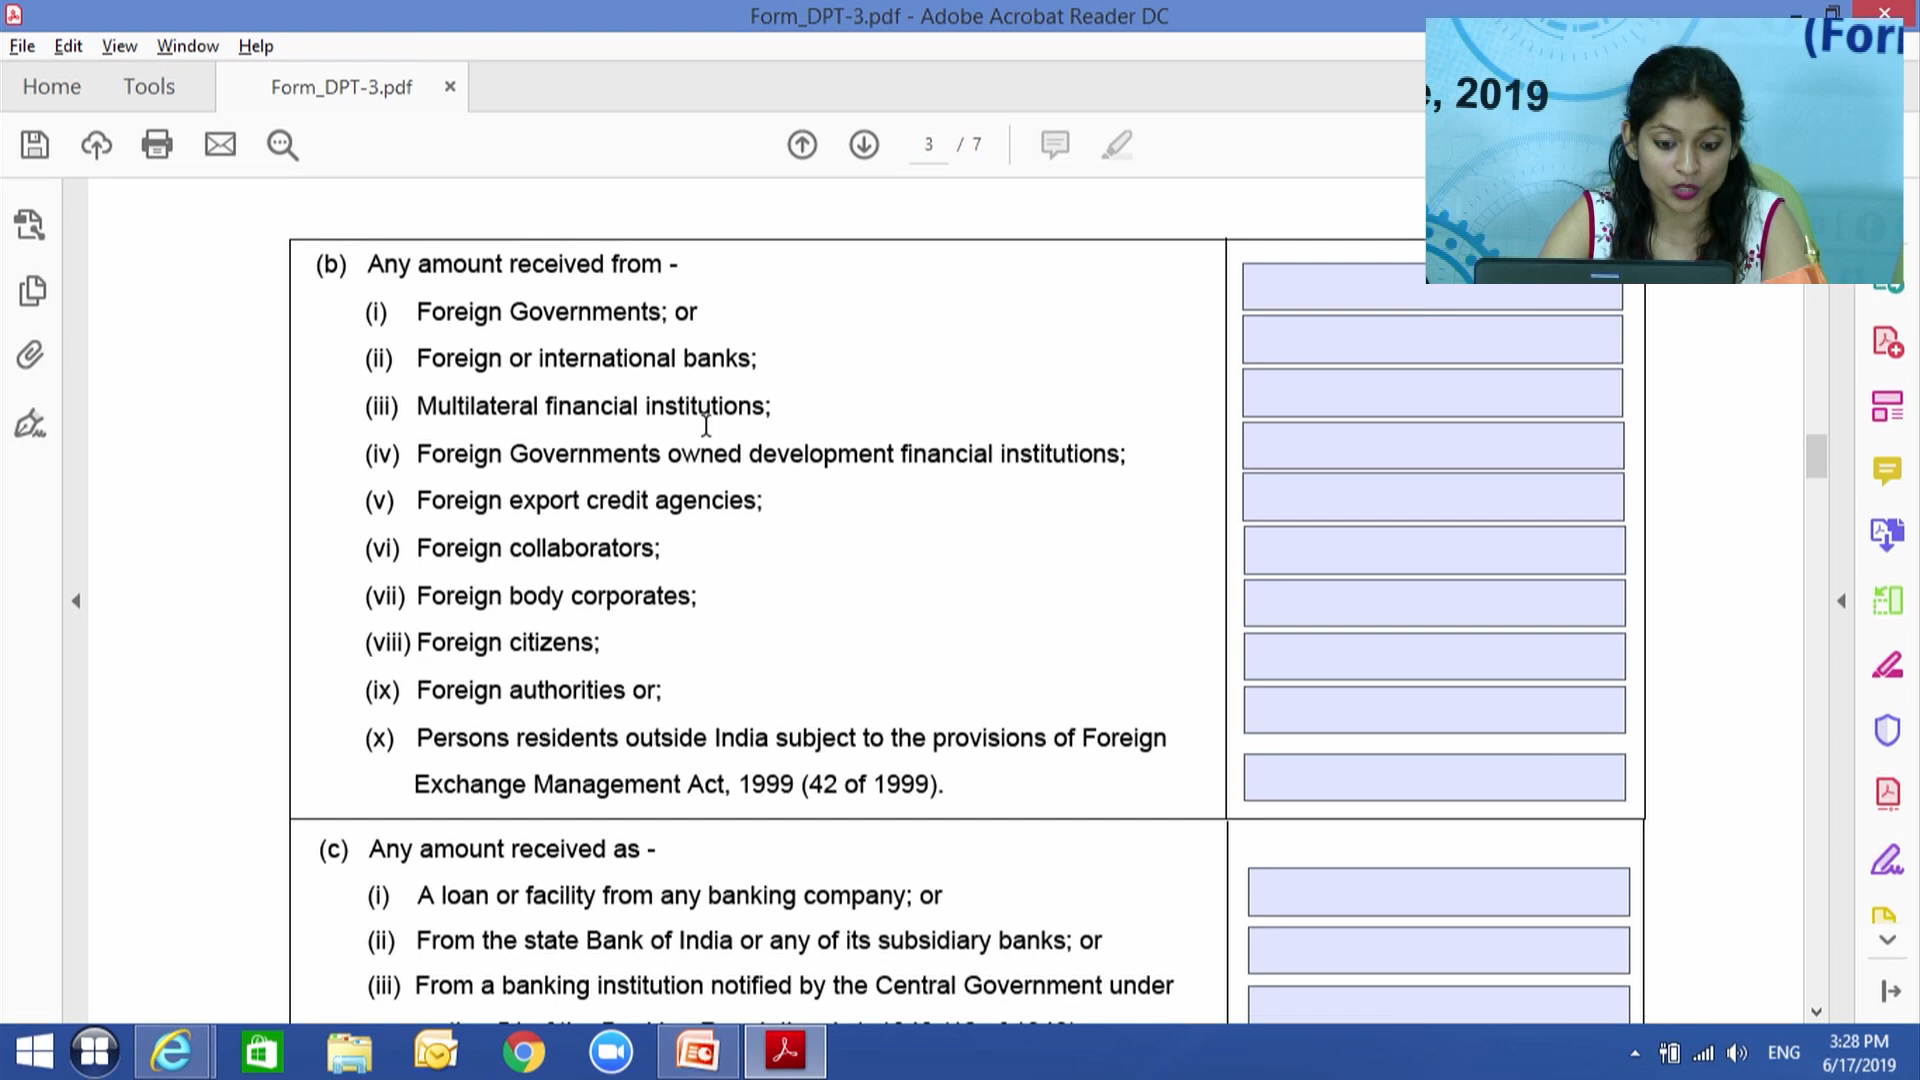 Form_DPT-3.pdf - Adobe Acrobat Reader DC
File Edit View Window Help
Home Tools Form_DPT-3.pdf ×
3 / 7
, 2019
(b) Any amount received from -
(i) Foreign Governments; or
(ii) Foreign or international banks;
(iii) Multilateral financial institutions;
(iv) Foreign Governments owned development financial institutions;
(v) Foreign export credit agencies;
(vi) Foreign collaborators;
(vii) Foreign body corporates;
(viii) Foreign citizens;
(ix) Foreign authorities or;
(x) Persons residents outside India subject to the provisions of Foreign
Exchange Management Act, 1999 (42 of 1999).
(c) Any amount received as -
(i) A loan or facility from any banking company; or
(ii) From the state Bank of India or any of its subsidiary banks; or
(iii) From a banking institution notified by the Central Government under
ENG
3:28 PM
6/17/2019